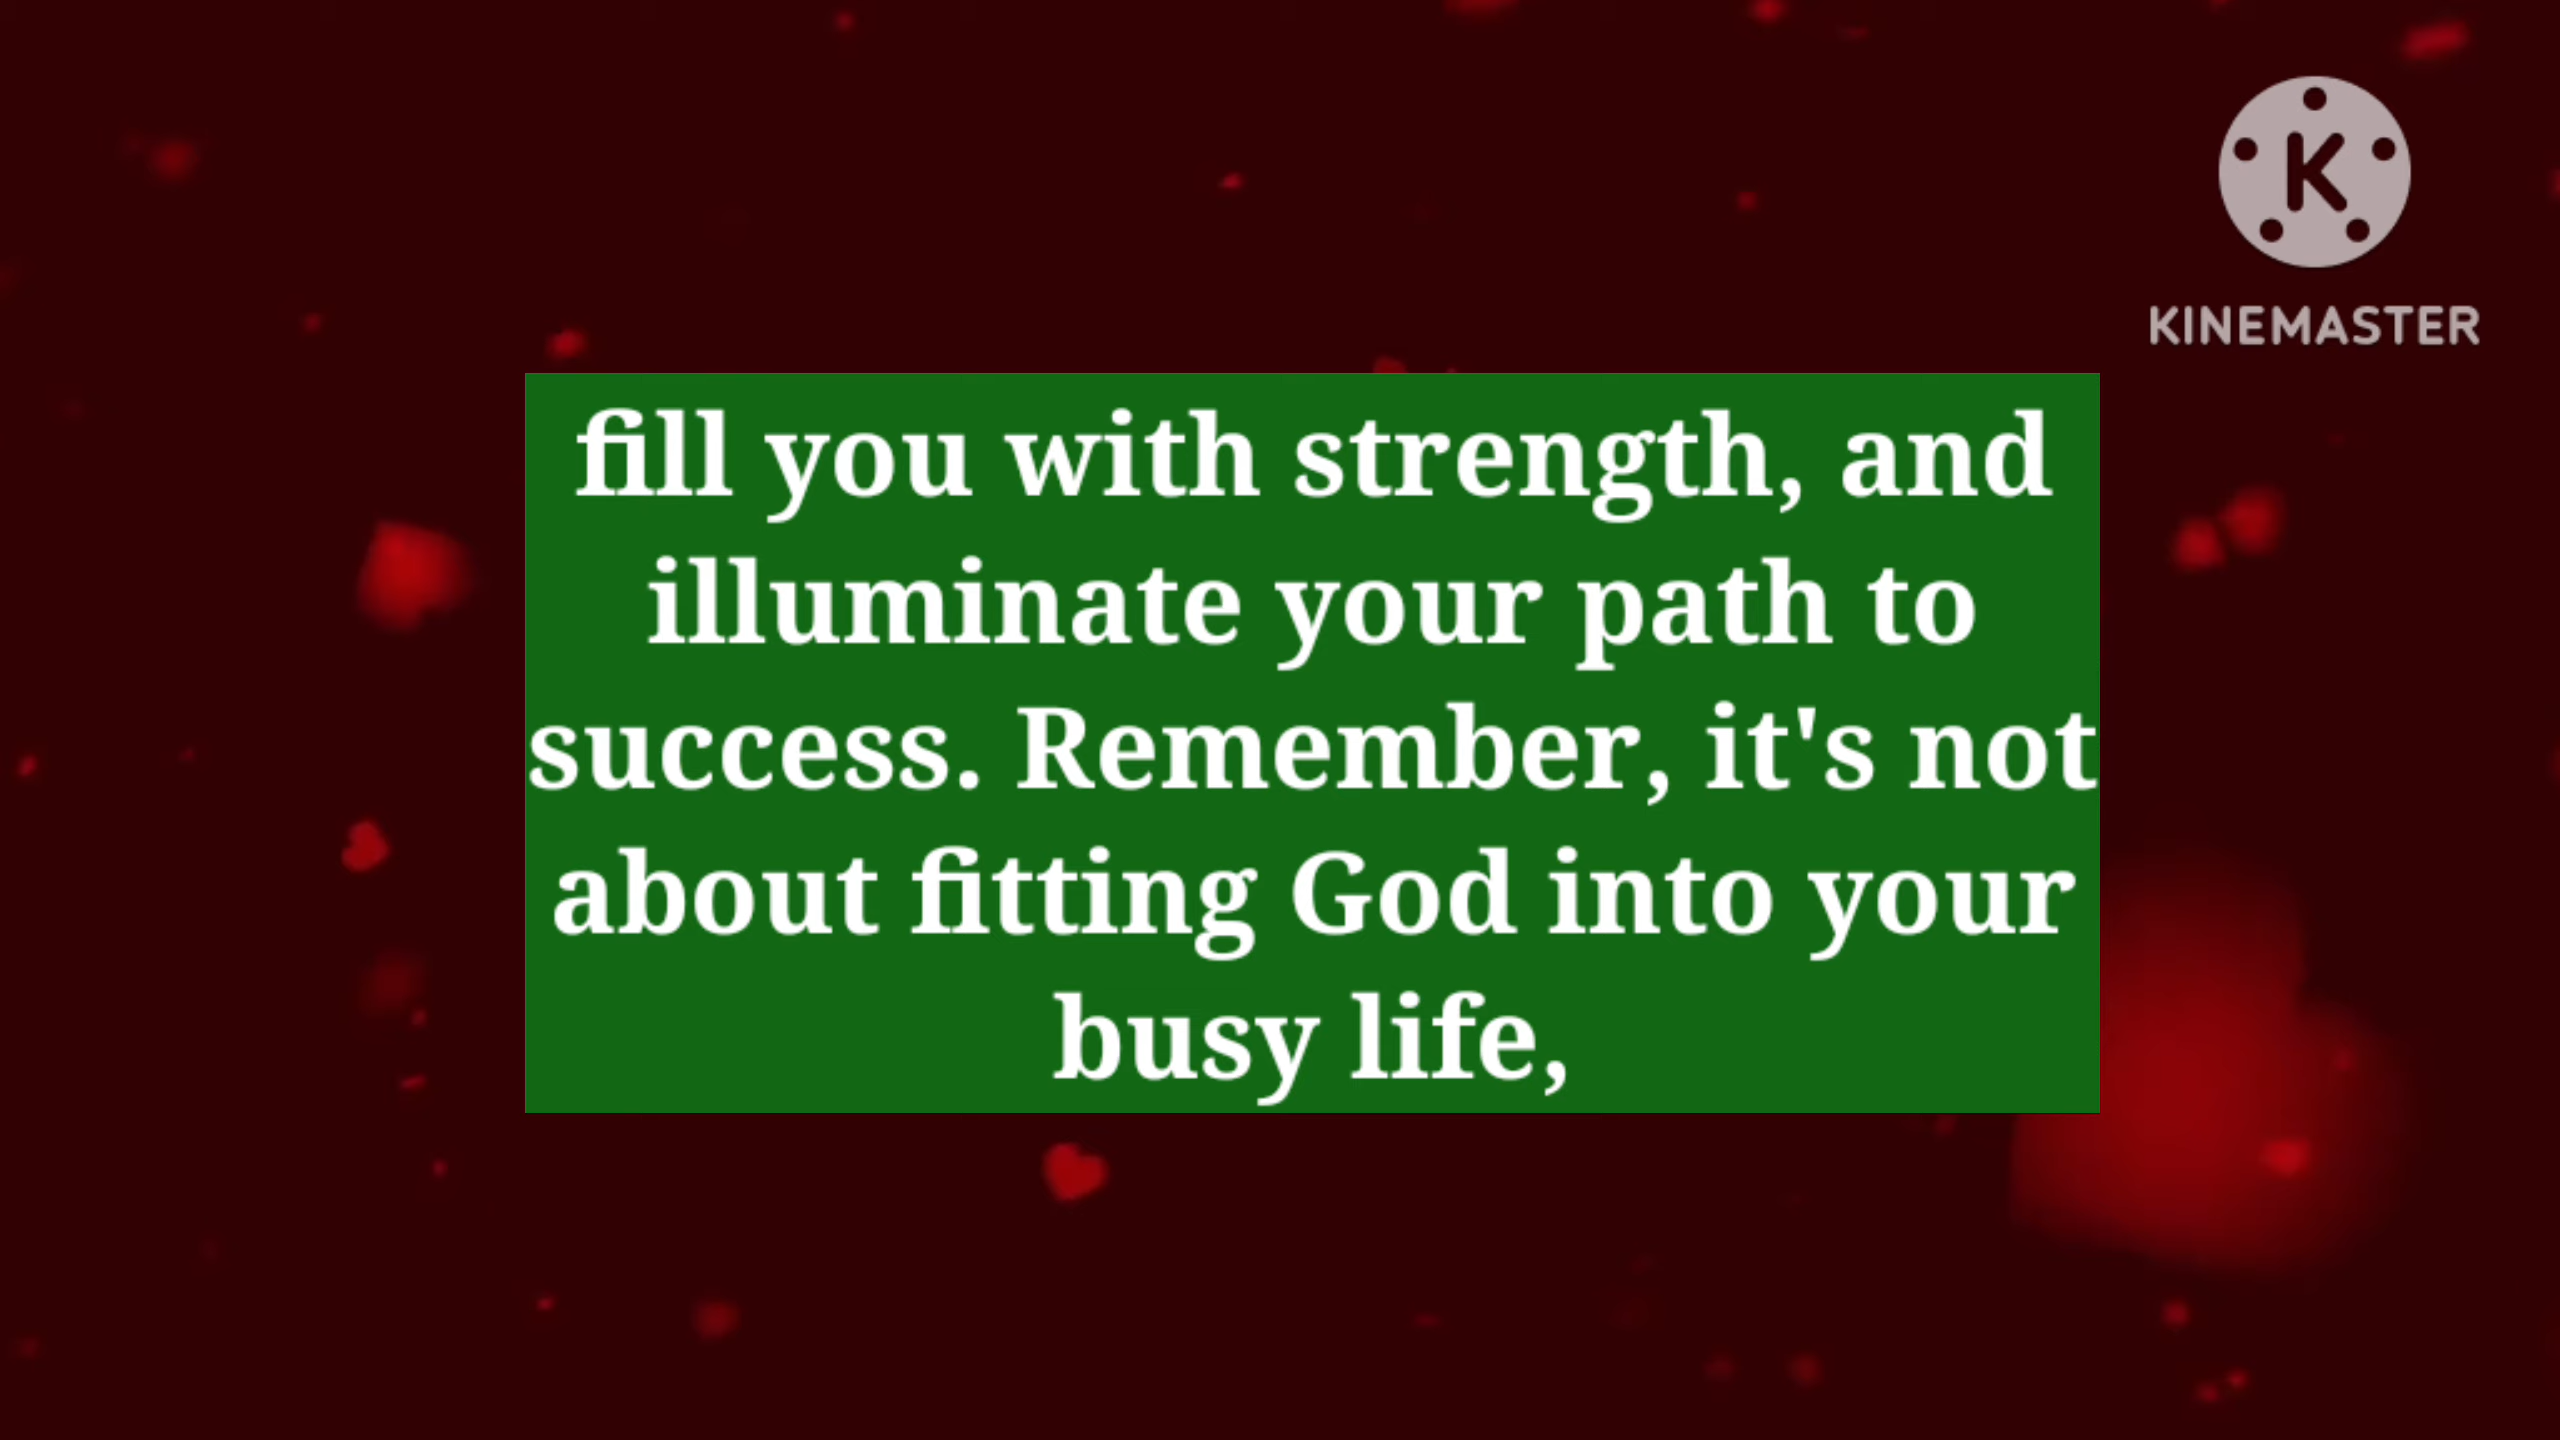 K
KINEMASTER
fill you with strength, and
illuminate your path to
success. Remember, it's not
about fitting God into your
busy life,